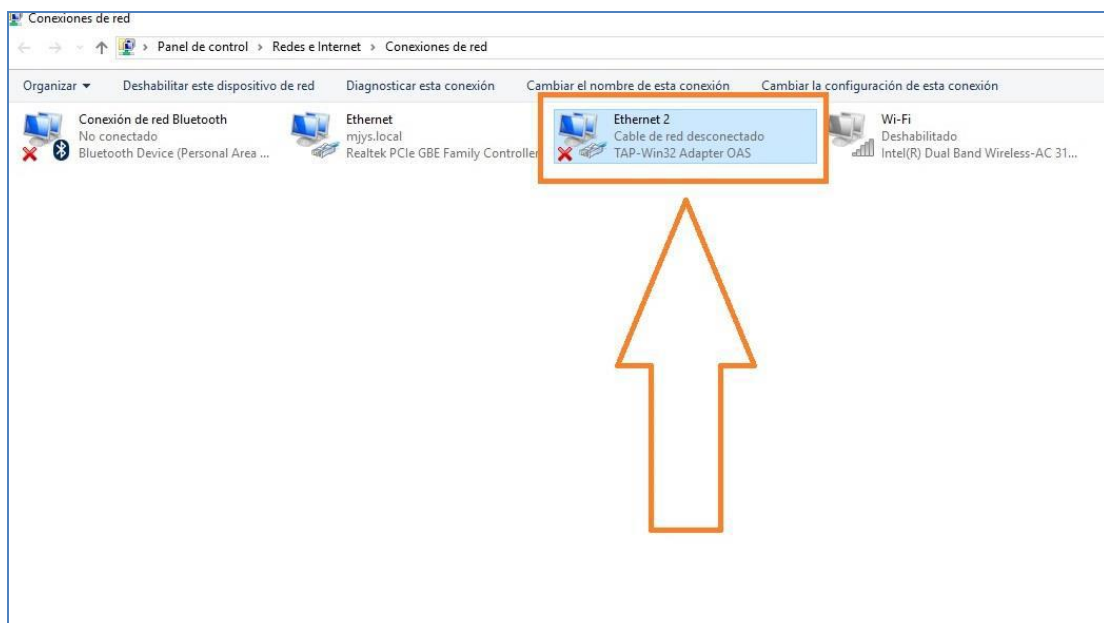 Conexiones de red
Panel de control > Redes e Internet > Conexiones de red
Organizar Deshabilitar este dispositivo de red Diagnosticar esta conexión Cambiar el nombre de esta conexión Cambiar la configuración de esta conexión
Conexión de red Bluetooth
No conectado
Bluetooth Device (Personal Area ...
Ethernet
mjys.local
Realtek PCIe GBE Family Controller
Ethernet 2
Cable de red desconectado
TAP-Win32 Adapter OAS
Wi-Fi
Deshabilitado
Intel(R) Dual Band Wireless-AC 31...